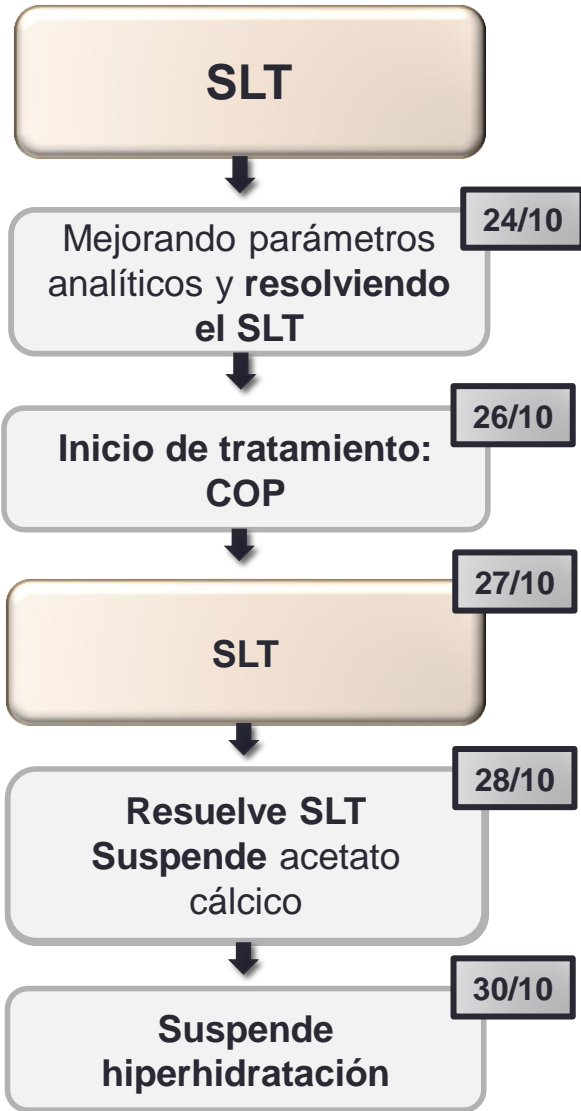 SLT
24/10
Mejorando parámetros
analíticos y resolviendo
el SLT
26/10
Inicio de tratamiento:
COP
27/10
SLT
28/10
Resuelve SLT
Suspende acetato
cálcico
30/10
Suspende
hiperhidratación